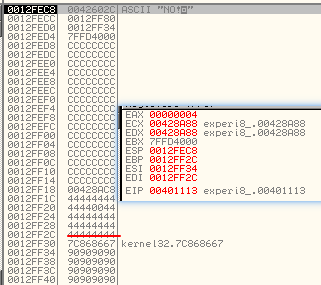 0012FEC8 0042602C ASCII "NO*
0012FECC 0012FF80
0012FED0 0012FF34
0012FED4 7FFD4000
0012FED8 CCCCCCCC
0012FEDC CCCCCCCC
0012FEE0 CCCCCCCC
0012FEE4 CCCCCCCC
0012FEE8 CCCCCCCC
0012FEEC CCCCCCCC
0012FEF0 CCCCCCCC
0012FEF4 CCCCCCCC
0012FEF8 CCCCCCCC
0012FEFC CCCCCCCC
0012FF00 CCCCCCCC
0012FF04 CCCCCCCC
0012FF08 CCCCCCCC
0012FF0C CCCCCCCC
0012FF10 CCCCCCCC
0012FF14 CCCCCCCC
0012FF18 00428AC8
0012FF1C 44444444
0012FF20 44440044
0012FF24 44444444
0012FF28 44444444
0012FF2C 44444444
0012FF30 7C868667 kernel32.7C868667
0012FF34 90909090
0012FF38 90909090
0012FF3C 90909090
0012FF40 90909090
EAX 00000004
ECX 00428A88 experi8_.00428A88
EDX 00428A88 experi8_.00428A88
EBX 7FFD4000
ESP 0012FEC8
EBP 0012FF2C
ESI 0012FF34
EDI 0012FF2C
EIP 00401113 experi8_.00401113